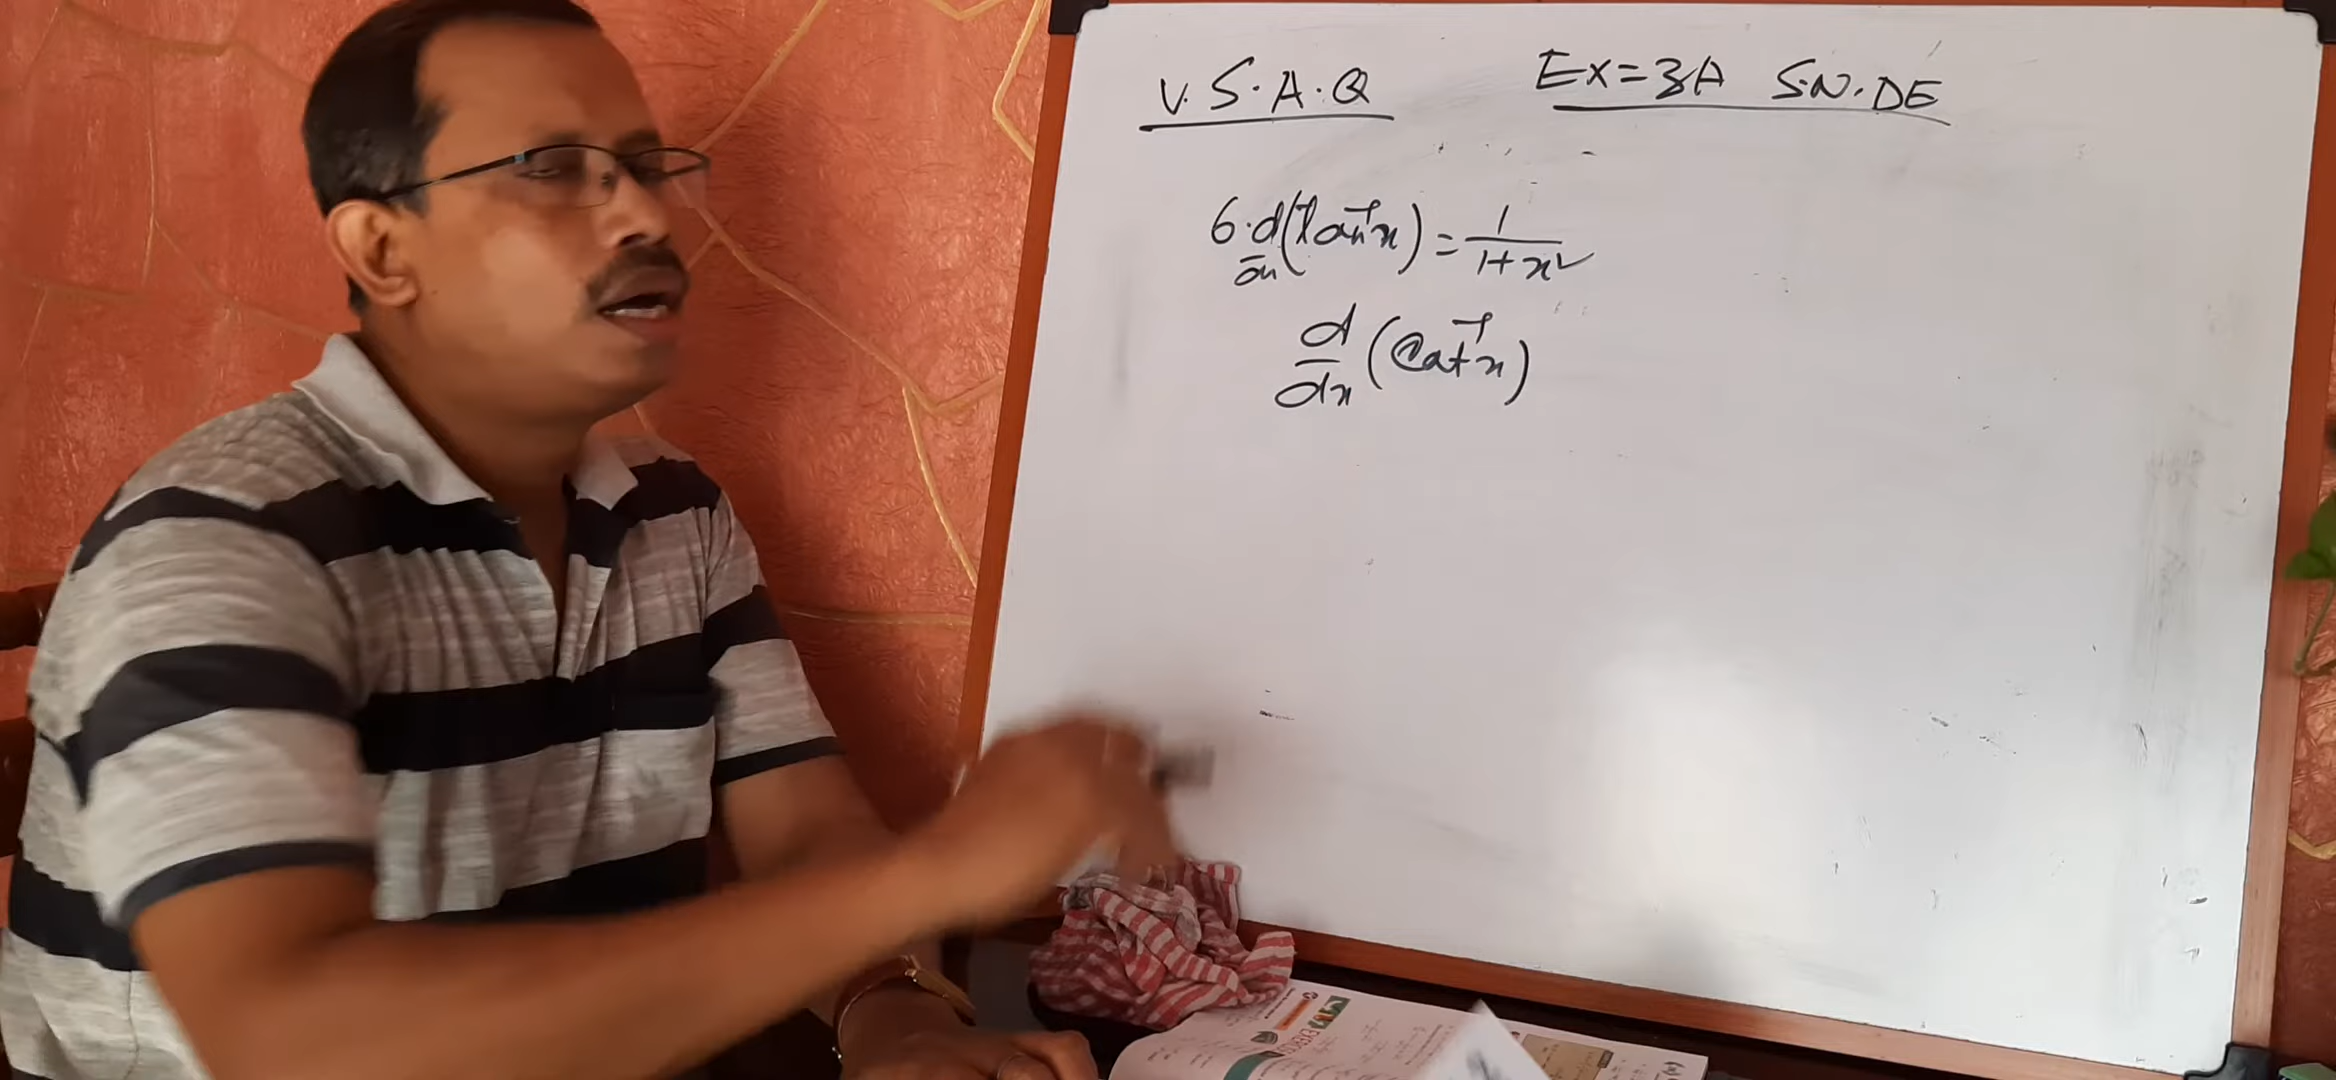 V.S.A.Q Ex=3A S.N.DE
6. d/dx (tan⁻¹x) = 1/1+x²
d/dx (Cot⁻¹x)